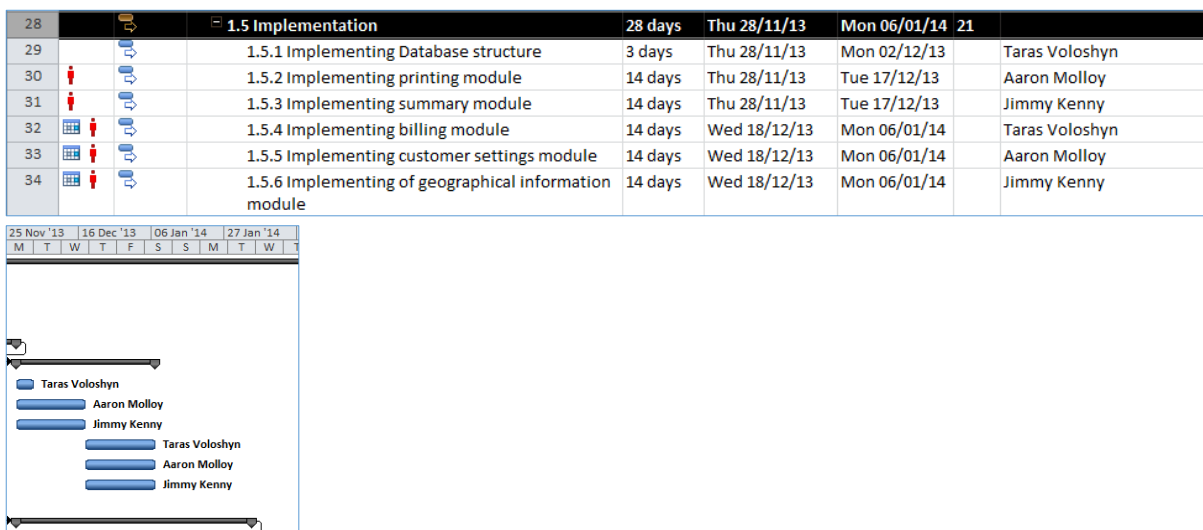 28 1.5 Implementation 28 days Thu 28/11/13 Mon 06/01/14 21
29 1.5.1 Implementing Database structure 3 days Thu 28/11/13 Mon 02/12/13 Taras Voloshyn
30 1.5.2 Implementing printing module 14 days Thu 28/11/13 Tue 17/12/13 Aaron Molloy
31 1.5.3 Implementing summary module 14 days Thu 28/11/13 Tue 17/12/13 Jimmy Kenny
32 1.5.4 Implementing billing module 14 days Wed 18/12/13 Mon 06/01/14 Taras Voloshyn
33 1.5.5 Implementing customer settings module 14 days Wed 18/12/13 Mon 06/01/14 Aaron Molloy
34 1.5.6 Implementing of geographical information 14 days Wed 18/12/13 Mon 06/01/14 Jimmy Kenny
module
25 Nov '13 16 Dec '13 06 Jan '14 27 Jan '14
M T W T F S S M T W T
Taras Voloshyn
Aaron Molloy
Jimmy Kenny
Taras Voloshyn
Aaron Molloy
Jimmy Kenny